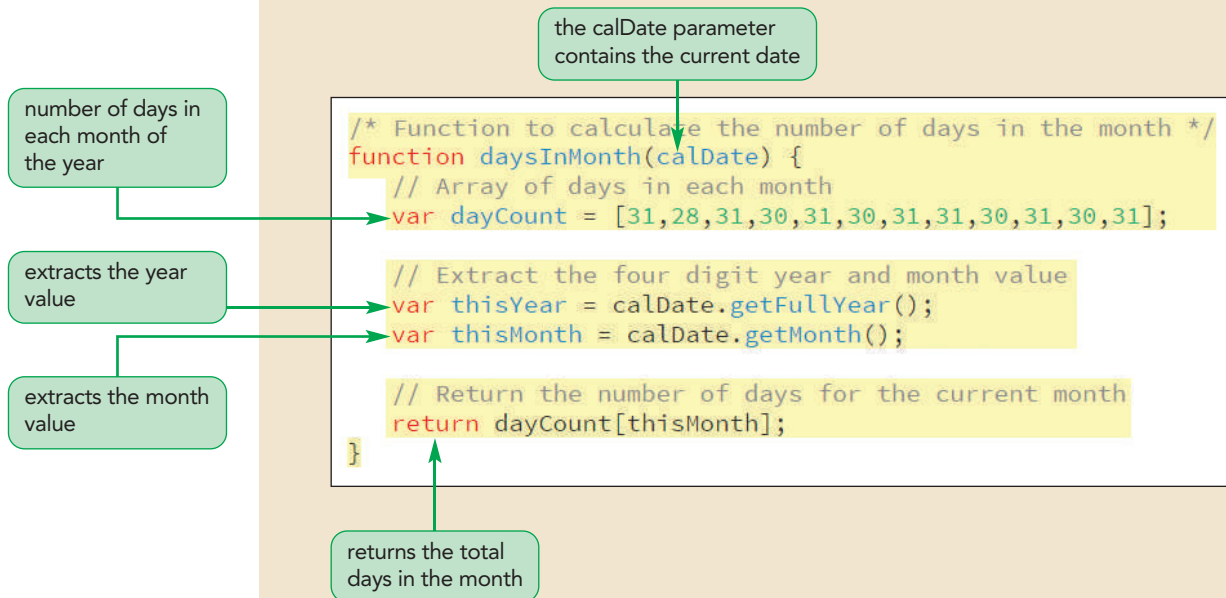 the calDate parameter
contains the current date
number of days in
each month of
the year
/* Function to calculate the number of days in the month */
function daysInMonth(calDate) {
// Array of days in each month
var dayCount = [31,28,31,30,31,30,31,31,30,31,30,31];
extracts the year
value
// Extract the four digit year and month value
var thisYear = calDate.getFullYear();
var thisMonth = calDate.getMonth();
extracts the month
value
// Return the number of days for the current month
return dayCount[thisMonth];
}
returns the total
days in the month